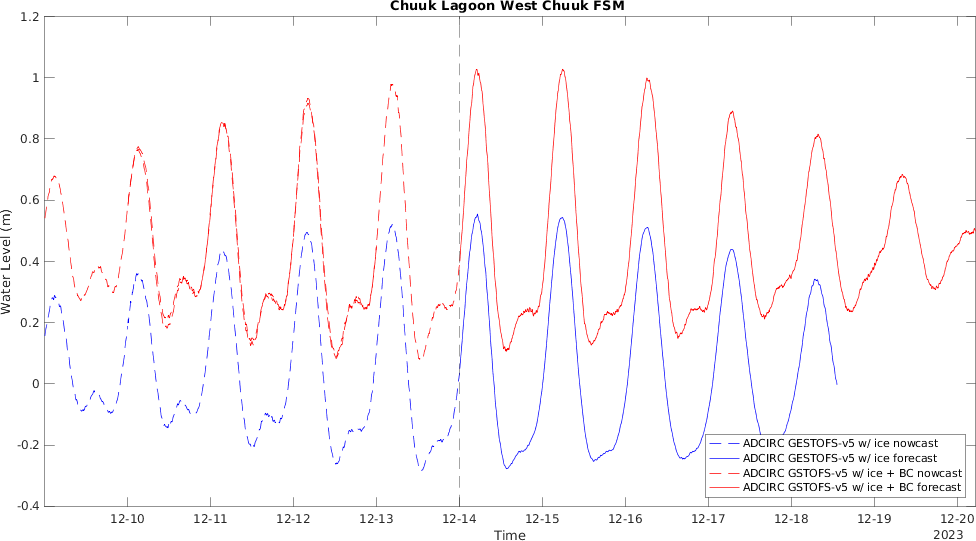 Chuuk Lagoon West Chuuk FSM
1.2
1
0.8
0.6
0.4
0.2
0
-0.2
-0.4
Water Level (m)
ADCIRC GESTOFS-v5 w/ ice nowcast
ADCIRC GESTOFS-v5 w/ ice forecast
ADCIRC GSTOFS-v5 w/ice + BC nowcast
ADCIRC GSTOFS-v5 w/ice + BC forecast
12-10 12-11 12-12 12-13 12-14 12-15 12-16 12-17 12-18 12-19 12-20
Time
2023